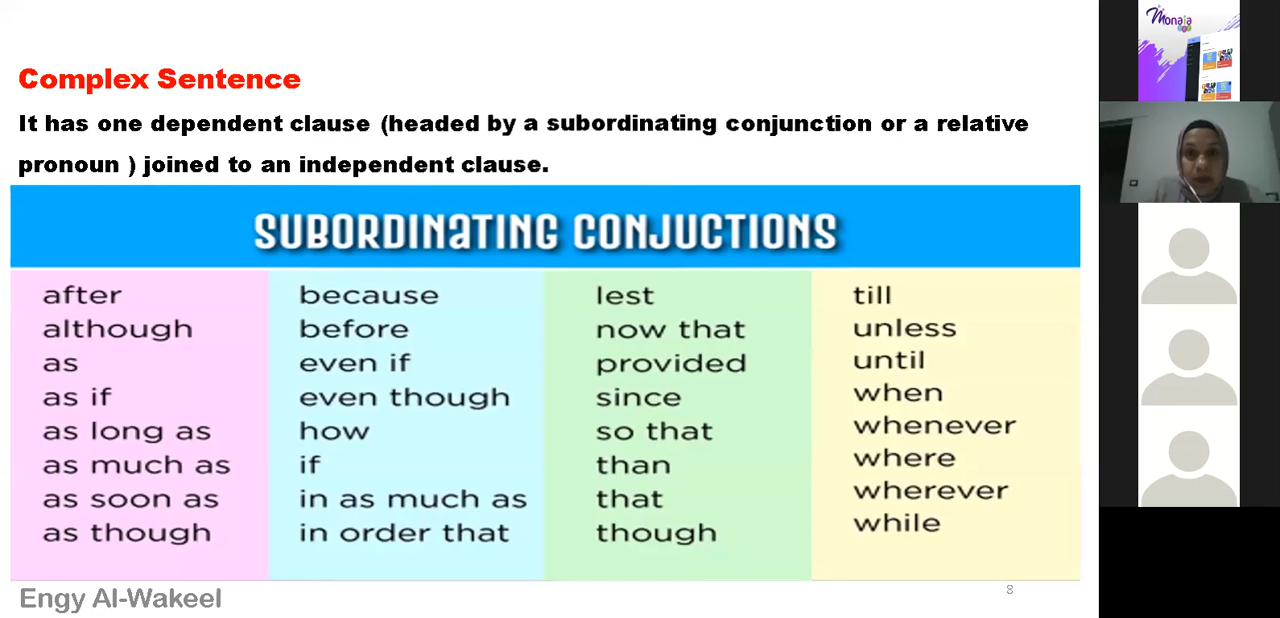 Complex Sentence
It has one dependent clause (headed by a subordinating conjunction or a relative
pronoun ) joined to an independent clause.
SUBORDINATING CONJUCTIONS
after
although
as
as if
as long as
as much as
as soon as
as though
because
before
even if
even though
how
if
in as much as
in order that
lest
now that
provided
since
so that
than
that
though
till
unless
until
when
whenever
where
wherever
while
Engy Al-Wakeel
8
Monaia